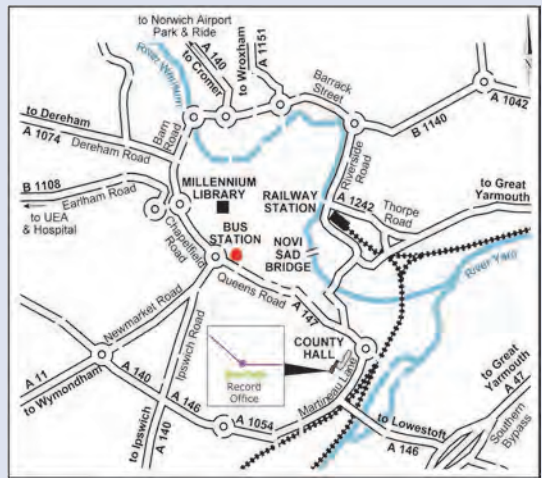 to Norwich Airport
Park & Ride
A 140
to Cromer
to Wroxham
A 1151
River Wensum
Barrack
Street
A 1042
B 1140
to Dereham
A 1074
Dereham Road
Barn
Road
Riverside
Road
B 1108
Earlham Road
to UEA
& Hospital
MILLENNIUM
LIBRARY
RAILWAY
STATION
A 1242
Thorpe
Road
to Great
Yarmouth
BUS
STATION
NOVI
SAD
BRIDGE
Chapelfield
Road
Queens Road
A 147
River Yare
Newmarket Road
Ipswich Road
COUNTY
HALL
Record
Office
Martineau Lane
A 11
to Wymondham
A 140
A 146
A 1054
to Ipswich
A 140
to Great
Yarmouth
A 47
Southern
Bypass
to Lowestoft
A 146